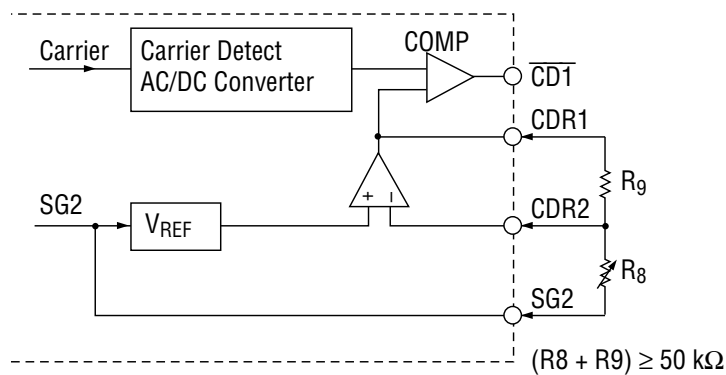 Carrier
Carrier Detect
AC/DC Converter
COMP
CD1
CDR1
R9
SG2
VREF
+
–
CDR2
R8
SG2
(R8 + R9) ≥ 50 kΩ